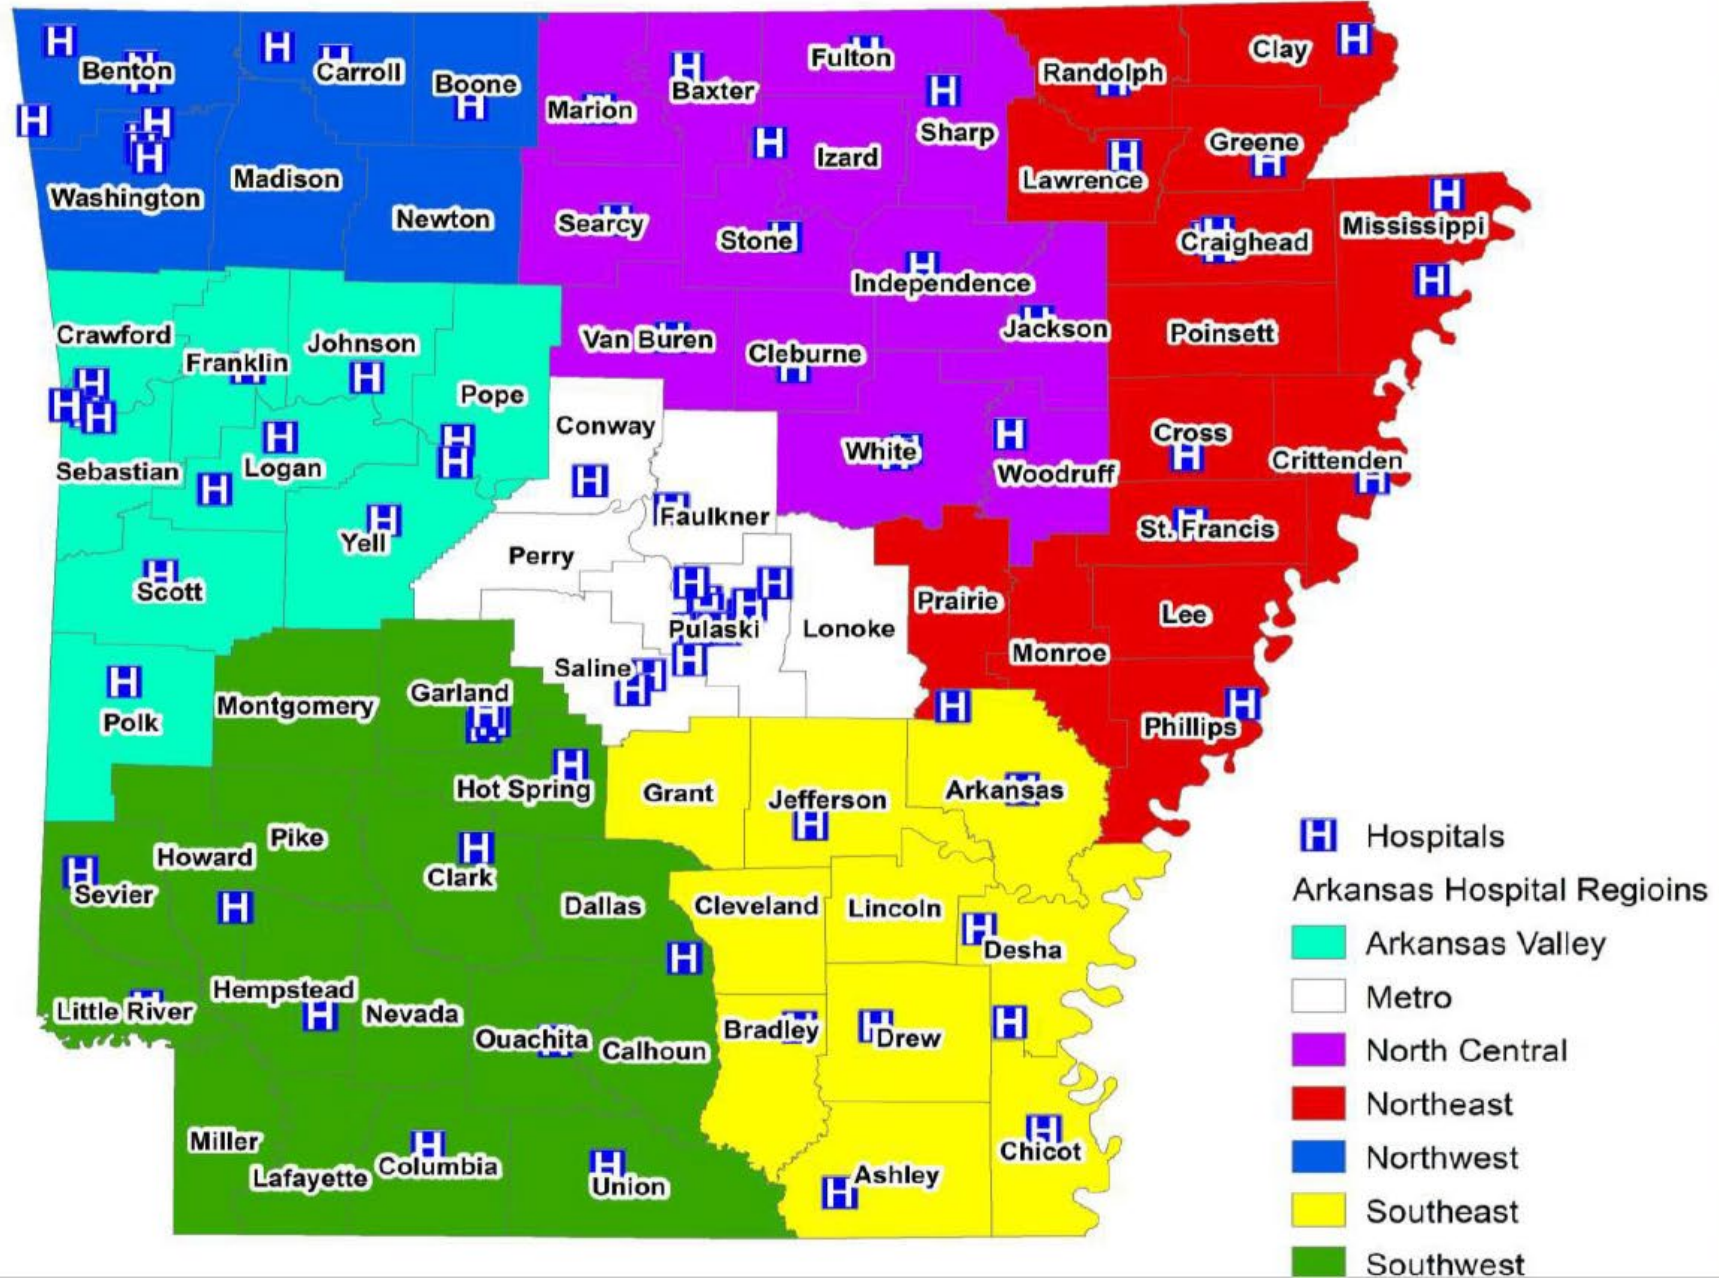 Benton
Carroll
Boone
Marion
Baxter
Fulton
Sharp
Randolph
Clay
Washington
Madison
Newton
Searcy
Stone
Izard
Lawrence
Greene
Independence
Craighead
Mississippi
Crawford
Franklin
Johnson
Pope
Van Buren
Cleburne
Jackson
Poinsett
Sebastian
Logan
Conway
White
Woodruff
Cross
Crittenden
Yell
Faulkner
St. Francis
Scott
Perry
Pulaski
Lonoke
Prairie
Lee
Monroe
Polk
Montgomery
Garland
Saline
Phillips
Hot Spring
Grant
Jefferson
Arkansas
Sevier
Howard
Pike
Clark
Dallas
Cleveland
Lincoln
Desha
Little River
Hempstead
Nevada
Ouachita
Calhoun
Bradley
Drew
Miller
Lafayette
Columbia
Union
Ashley
Chicot
H Hospitals
Arkansas Hospital Regioins
Arkansas Valley
Metro
North Central
Northeast
Northwest
Southeast
Southwest